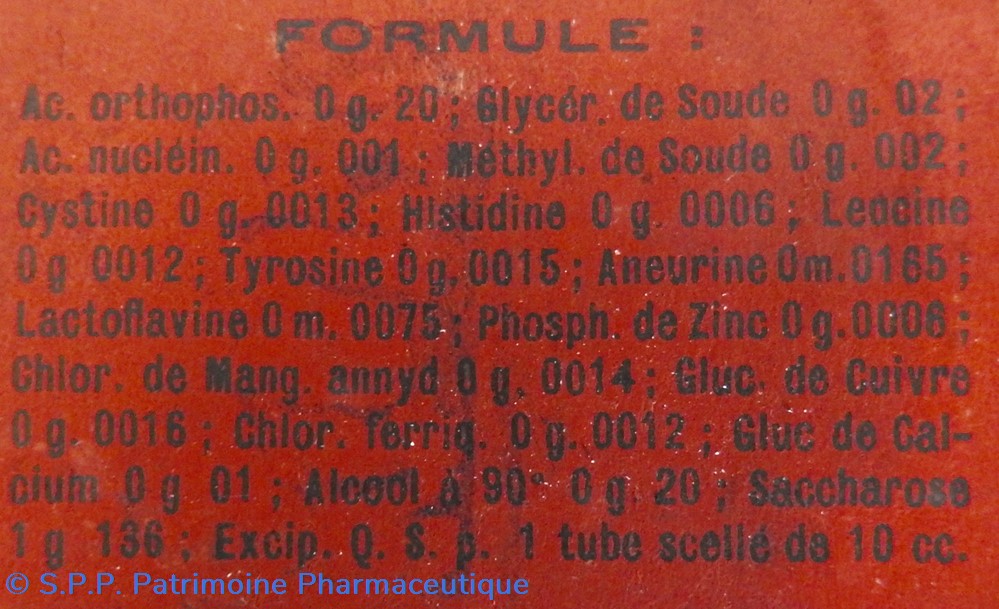 FORMULE :
Ac. orthophos. 0 g. 20 ; Glycér. de Soude 0 g. 02 ;
Ac. nucléin. 0 g. 001 ; Méthyl. de Soude 0 g. 002 ;
Cystine 0 g. 0013 ; Histidine 0 g. 0006 ; Leucine
0 g 0012 ; Tyrosine 0 g. 0015 ; Aneurine 0 m. 0165 ;
Lactoflavine 0 m. 0075 ; Phosph. de Zinc 0 g. 0006 ;
Chlor. de Mang. annyd 0 g. 0014 ; Gluc. de Cuivre
0 g. 0016 ; Chlor. ferriq. 0 g. 0012 ; Gluc de Cal-
cium 0 g 01 ; Alcool à 90° 0 g. 20 ; Saccharose
1 g 136 ; Excip. Q. S. p. 1 tube scellé de 10 cc.
© S.P.P. Patrimoine Pharmaceutique